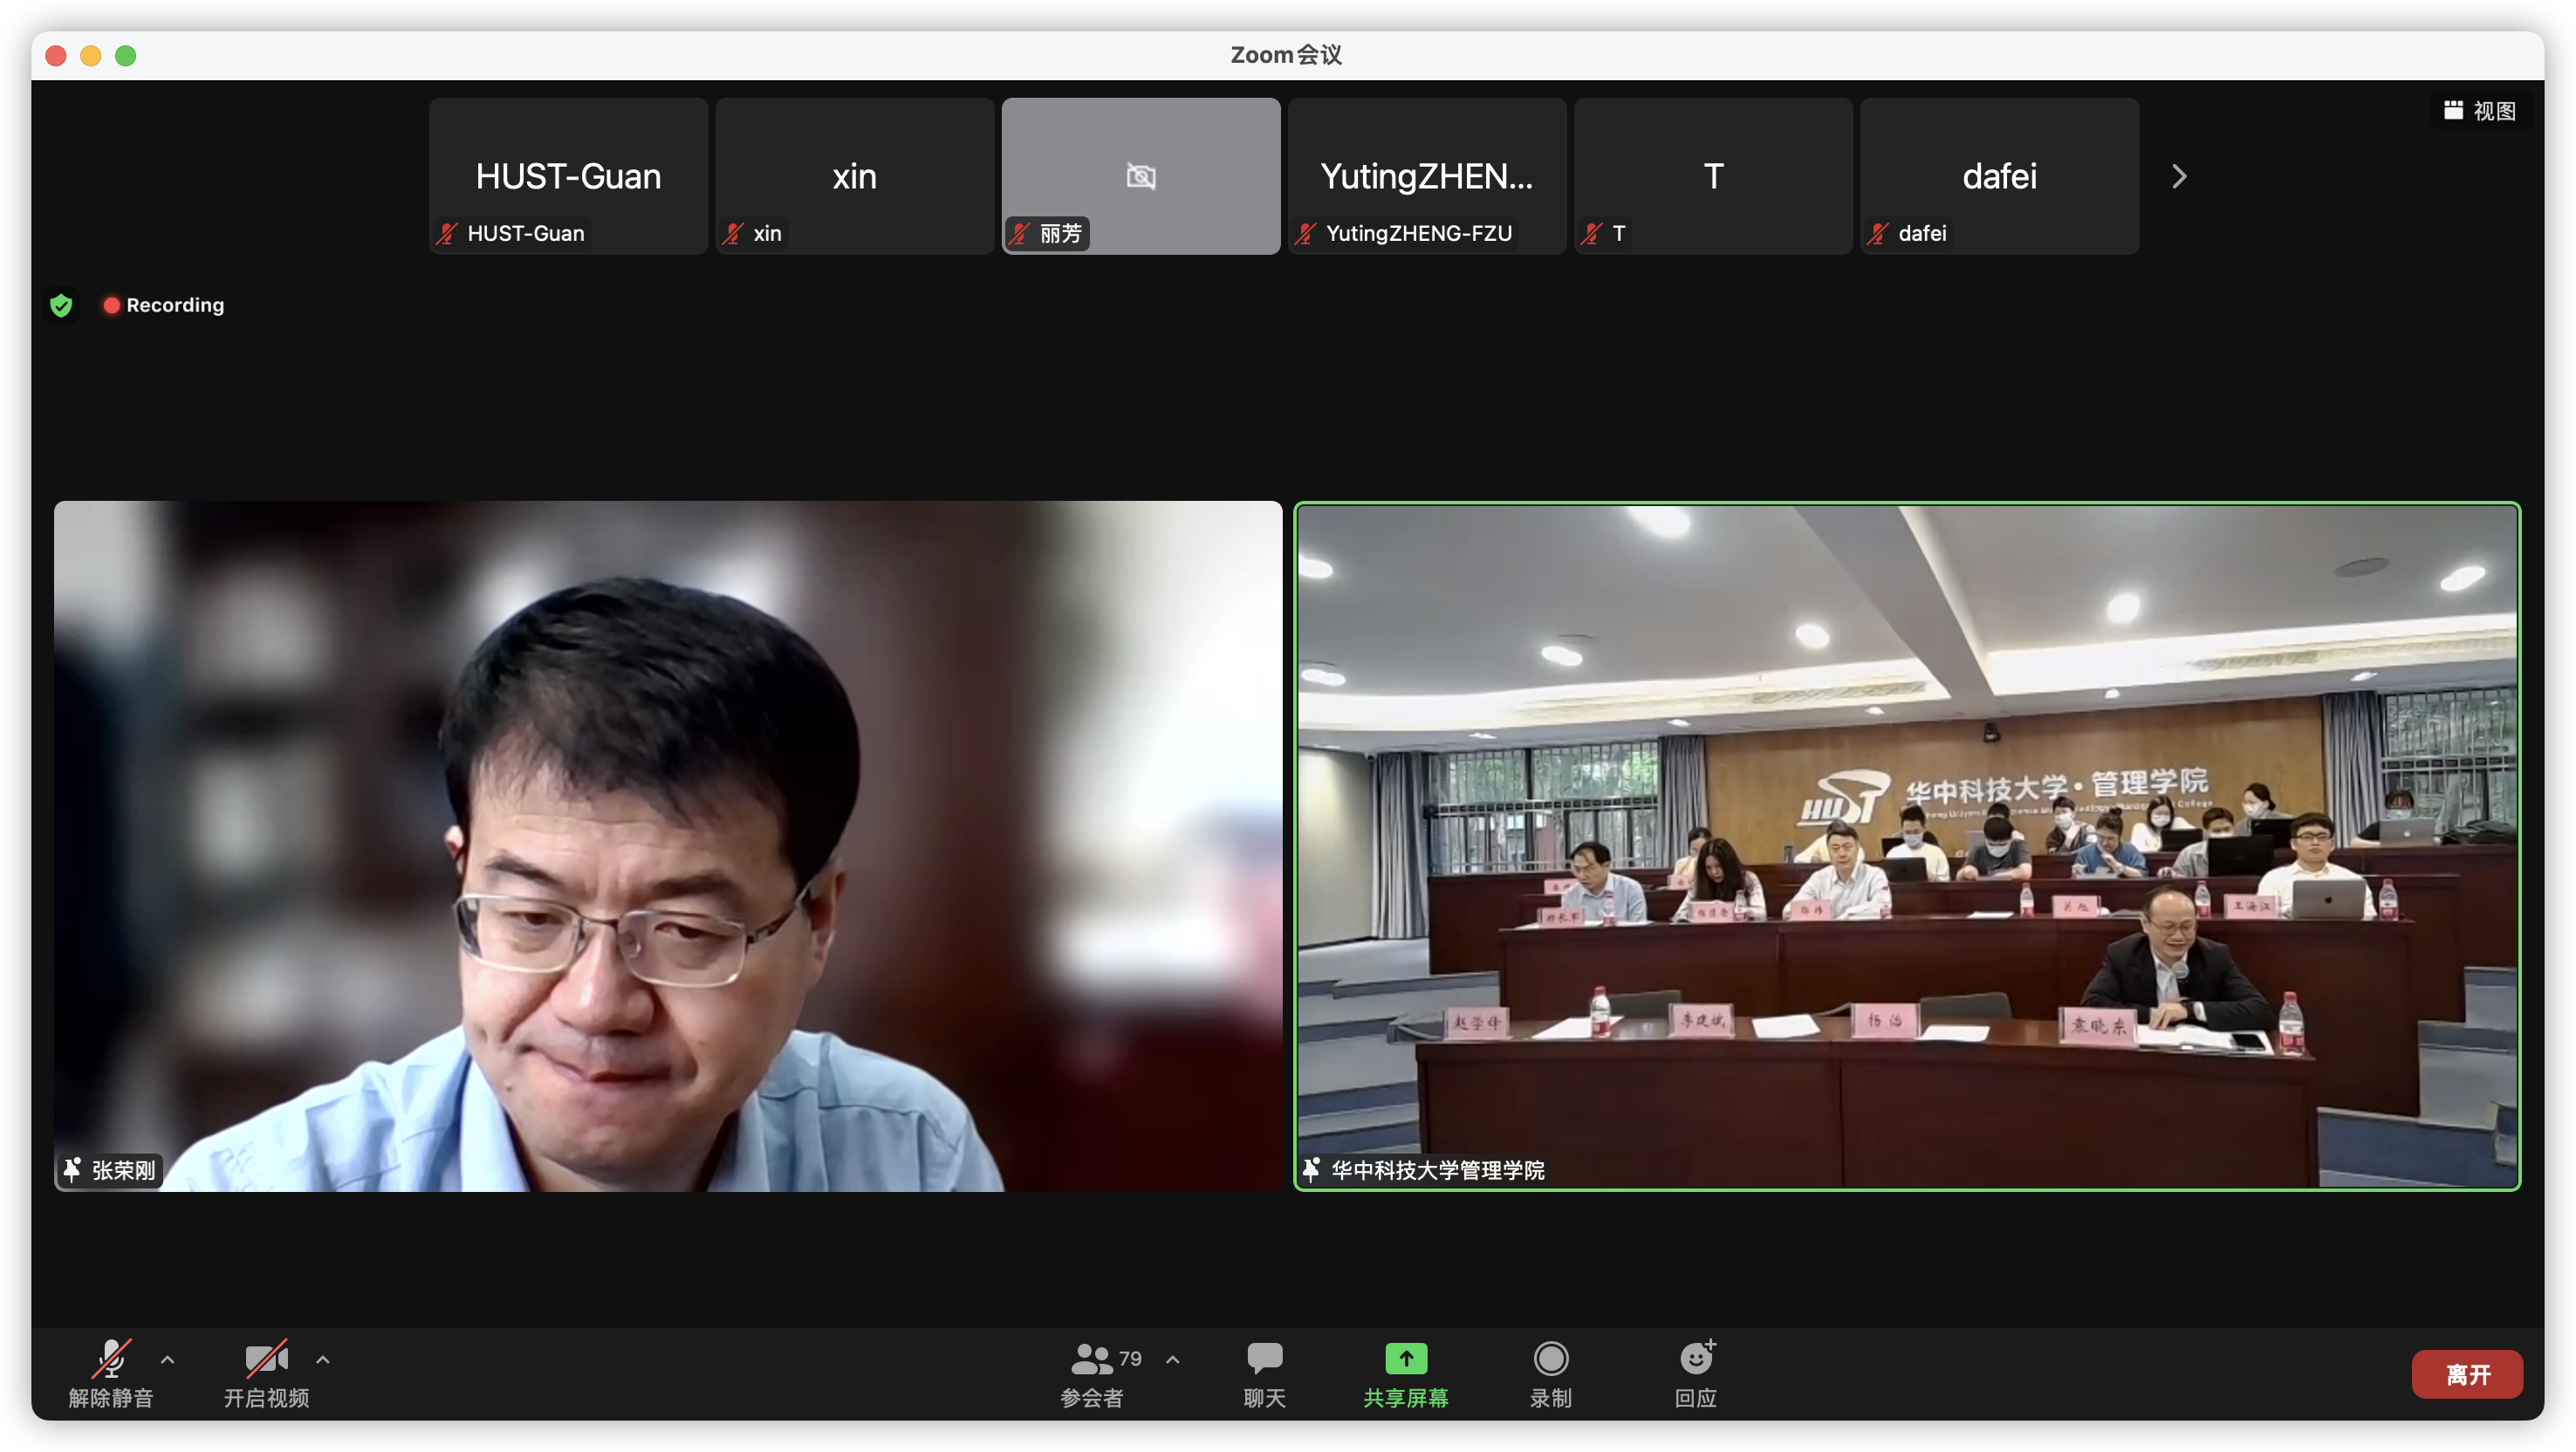 Zoom会议
视图
HUST-Guan
xin
YutingZHEN...
T
dafei
HUST-Guan
xin
丽芳
YutingZHENG-FZU
T
dafei
Recording
HUST
华中科技大学·管理学院
王海江
李建斌
杨治
袁晓东
张荣刚
华中科技大学管理学院
79
解除静音
开启视频
参会者
聊天
共享屏幕
录制
回应
离开